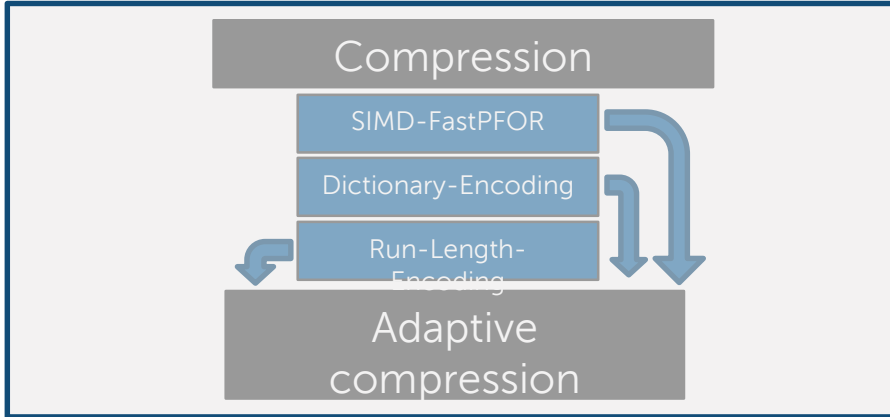 Compression
SIMD-FastPFOR
Dictionary-Encoding
Run-Length-
Encoding
Adaptive
compression